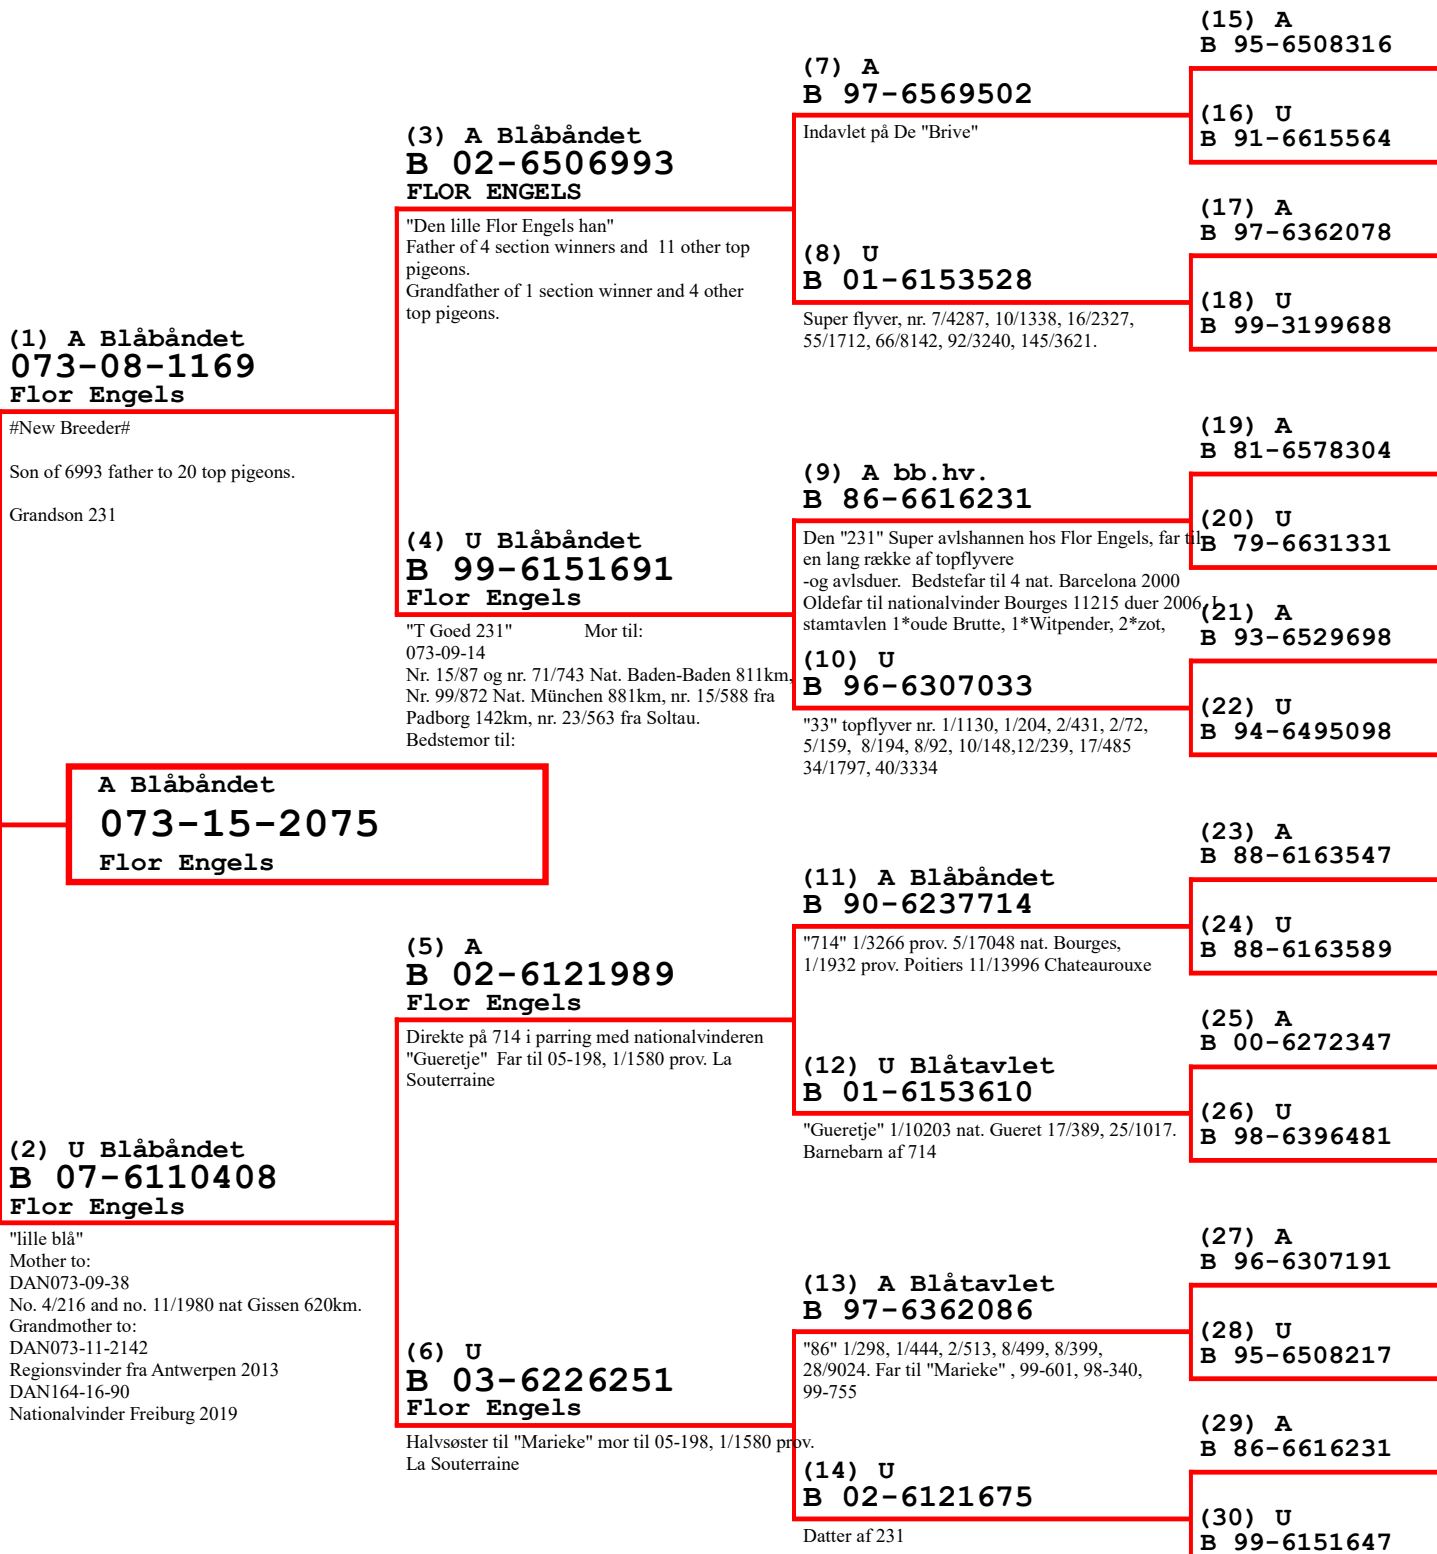 (1) A Blåbåndet
073-08-1169
Flor Engels
#New Breeder#
Son of 6993 father to 20 top pigeons.
Grandson 231
A Blåbåndet
073-15-2075
Flor Engels
(2) U Blåbåndet
B 07-6110408
Flor Engels
"lille blå"
Mother to:
DAN073-09-38
No. 4/216 and no. 11/1980 nat Gissen 620km.
Grandmother to:
DAN073-11-2142
Regionsvinder fra Antwerpen 2013
DAN164-16-90
Nationalvinder Freiburg 2019
(3) A Blåbåndet
B 02-6506993
FLOR ENGELS
"Den lille Flor Engels han"
Father of 4 section winners and  11 other top
pigeons.
Grandfather of 1 section winner and 4 other
top pigeons.
(4) U Blåbåndet
B 99-6151691
Flor Engels
"T Goed 231"            Mor til:
073-09-14
Nr. 15/87 og nr. 71/743 Nat. Baden-Baden 811km,
Nr. 99/872 Nat. München 881km, nr. 15/588 fra
Padborg 142km, nr. 23/563 fra Soltau.
Bedstemor til:
(5) A
B 02-6121989
Flor Engels
Direkte på 714 i parring med nationalvinderen
"Gueretje"  Far til 05-198, 1/1580 prov. La
Souterraine
(6) U
B 03-6226251
Flor Engels
Halvsøster til "Marieke" mor til 05-198, 1/1580 prov.
La Souterraine
(7) A
B 97-6569502
Indavlet på De "Brive"
(8) U
B 01-6153528
Super flyver, nr. 7/4287, 10/1338, 16/2327,
55/1712, 66/8142, 92/3240, 145/3621.
(9) A bb.hv.
B 86-6616231
Den "231" Super avlshannen hos Flor Engels, far til
en lang række af topflyvere
-og avlsduer.  Bedstefar til 4 nat. Barcelona 2000
Oldefar til nationalvinder Bourges 11215 duer 2006. I
stamtavlen 1*oude Brutte, 1*Witpender, 2*zot,
(10) U
B 96-6307033
"33" topflyver nr. 1/1130, 1/204, 2/431, 2/72,
5/159,  8/194, 8/92, 10/148,12/239, 17/485
34/1797, 40/3334
(11) A Blåbåndet
B 90-6237714
"714" 1/3266 prov. 5/17048 nat. Bourges,
1/1932 prov. Poitiers 11/13996 Chateaurouxe
(12) U Blåtavlet
B 01-6153610
"Gueretje" 1/10203 nat. Gueret 17/389, 25/1017.
Barnebarn af 714
(13) A Blåtavlet
B 97-6362086
"86" 1/298, 1/444, 2/513, 8/499, 8/399,
28/9024. Far til "Marieke" , 99-601, 98-340,
99-755
(14) U
B 02-6121675
Datter af 231
(15) A
B 95-6508316
(16) U
B 91-6615564
(17) A
B 97-6362078
(18) U
B 99-3199688
(19) A
B 81-6578304
(20) U
B 79-6631331
(21) A
B 93-6529698
(22) U
B 94-6495098
(23) A
B 88-6163547
(24) U
B 88-6163589
(25) A
B 00-6272347
(26) U
B 98-6396481
(27) A
B 96-6307191
(28) U
B 95-6508217
(29) A
B 86-6616231
(30) U
B 99-6151647